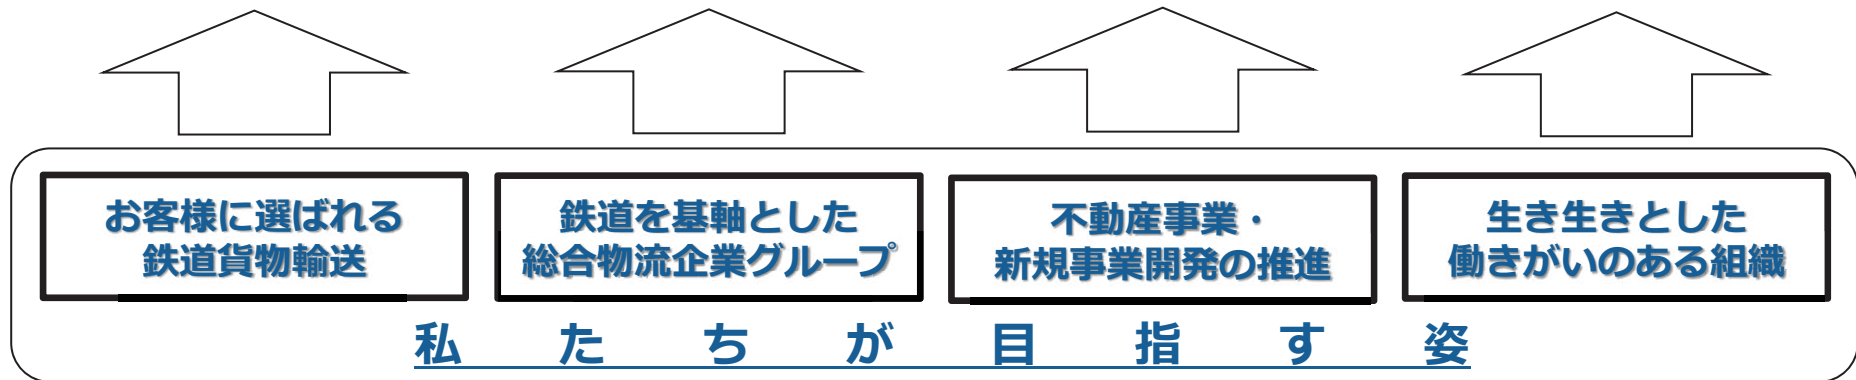 お客様に選ばれる
鉄道貨物輸送
鉄道を基軸とした
総合物流企業グループ
不動産事業・
新規事業開発の推進
生き生きとした
働きがいのある組織
私たちが目指す姿